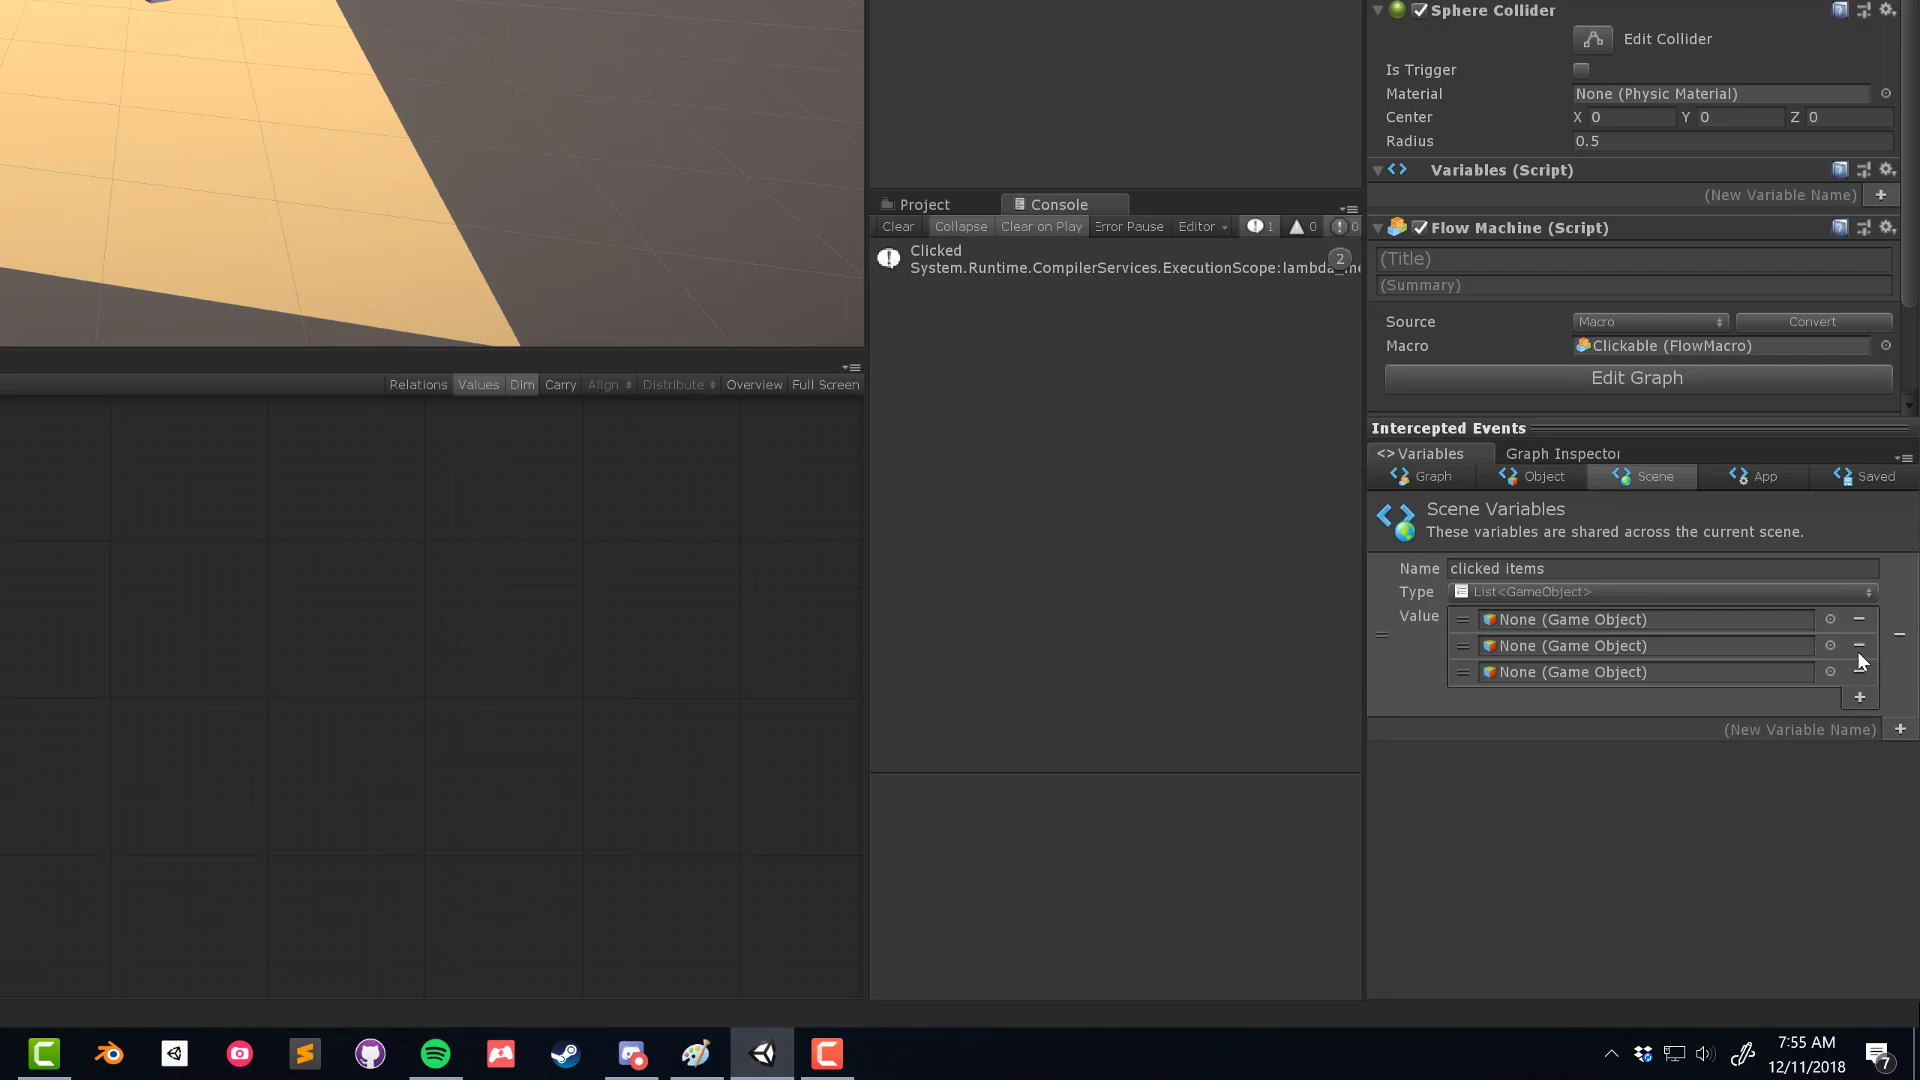 Sphere Collider
Edit Collider
Is Trigger
Material None (Physic Material)
Center X 0 Y 0 Z 0
Radius 0.5
Variables (Script)
(New Variable Name) +
Flow Machine (Script)
(Title)
(Summary)
Source Macro Convert
Macro Clickable (FlowMacro)
Edit Graph
Intercepted Events
Project Console
Clear Collapse Clear on Play Error Pause Editor 1 0 0
Clicked
System.Runtime.CompilerServices.ExecutionScope:lambda_me 2
Relations Values Dim Carry Align Distribute Overview Full Screen
<> Variables Graph Inspector
Graph Object Scene App Saved
Scene Variables
These variables are shared across the current scene.
Name clicked items
Type List<GameObject>
Value None (Game Object)
None (Game Object)
None (Game Object)
+
(New Variable Name) +
7:55 AM
12/11/2018
7